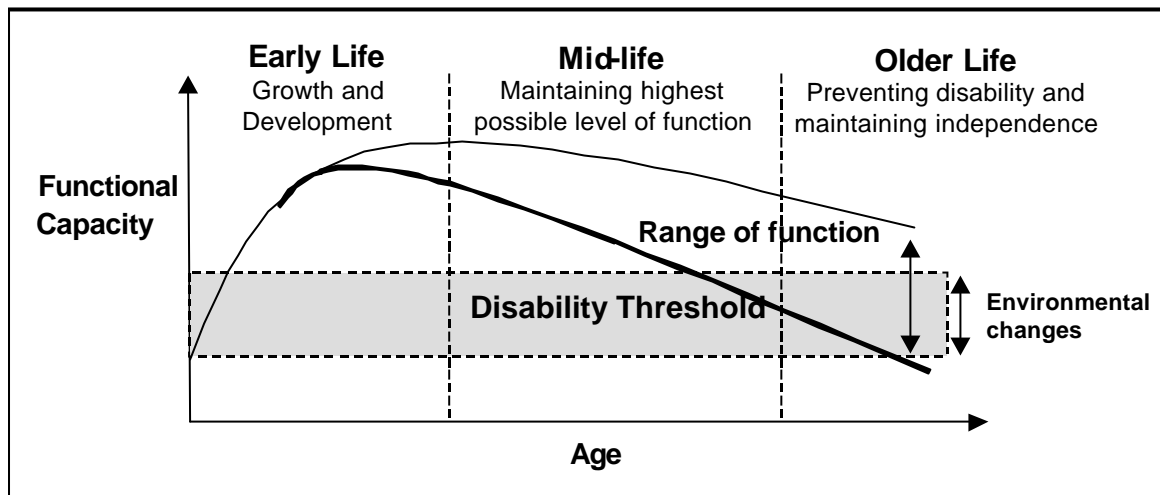 Early Life
Growth and
Development
Mid-life
Maintaining highest
possible level of function
Older Life
Preventing disability and
maintaining independence
Functional
Capacity
Range of function
Disability Threshold
Environmental
changes
Age